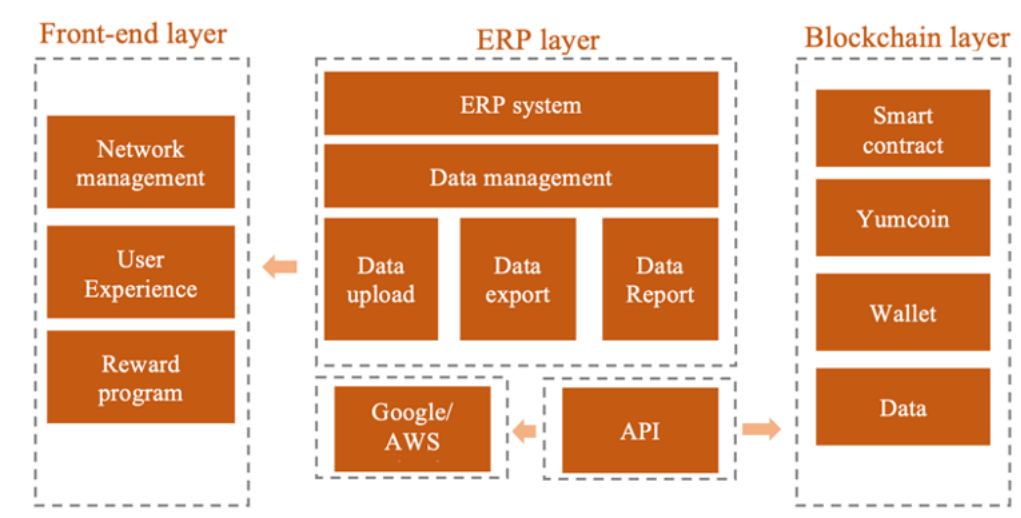 Front-end layer
Network
management
User
Experience
Reward
program
ERP layer
ERP system
Data management
Data
upload
Data
export
Data
Report
Google/
AWS
API
Blockchain layer
Smart
contract
Yumcoin
Wallet
Data